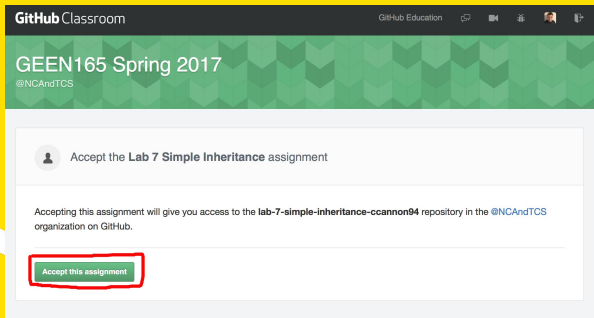 GitHub Classroom
GitHub Education
GEEN165 Spring 2017
@NCAndTCS
Accept the Lab 7 Simple Inheritance assignment
Accepting this assignment will give you access to the lab-7-simple-inheritance-ccannon94 repository in the @NCAndTCS
organization on GitHub.
Accept this assignment